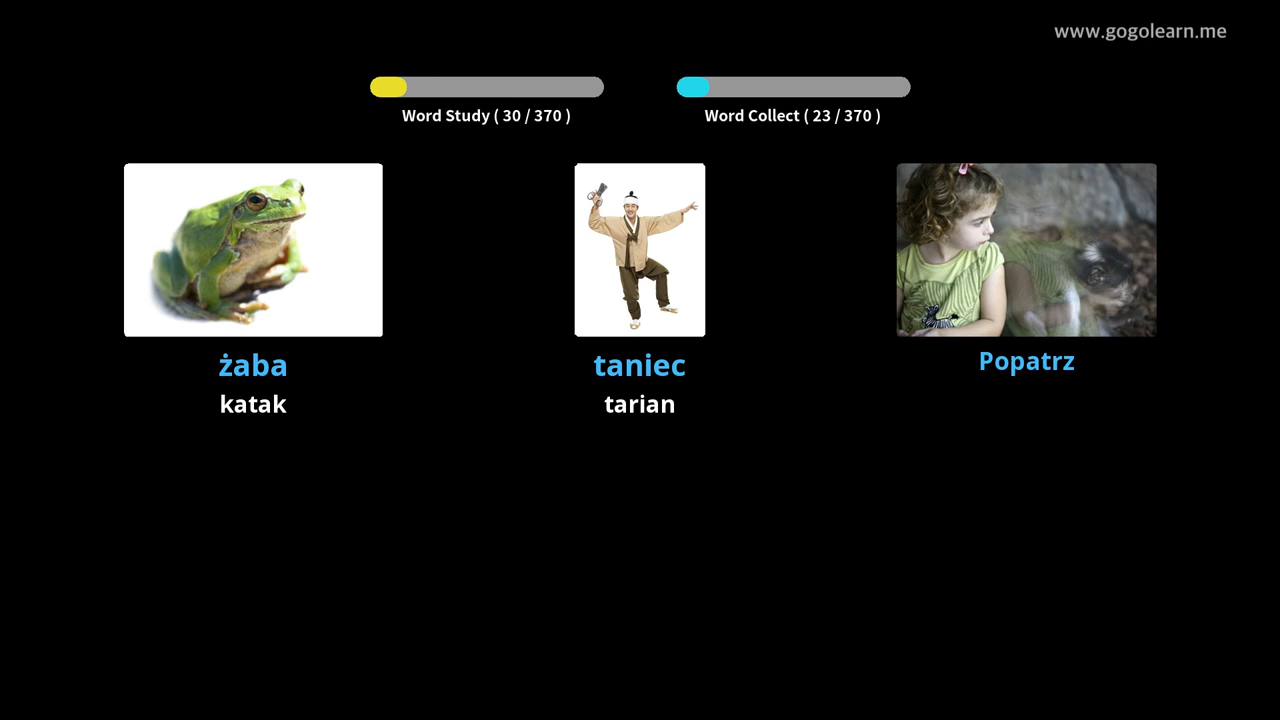 www.gogolearn.me
Word Study ( 30 / 370 )
Word Collect ( 23 / 370 )
żaba
katak
taniec
tarian
Popatrz